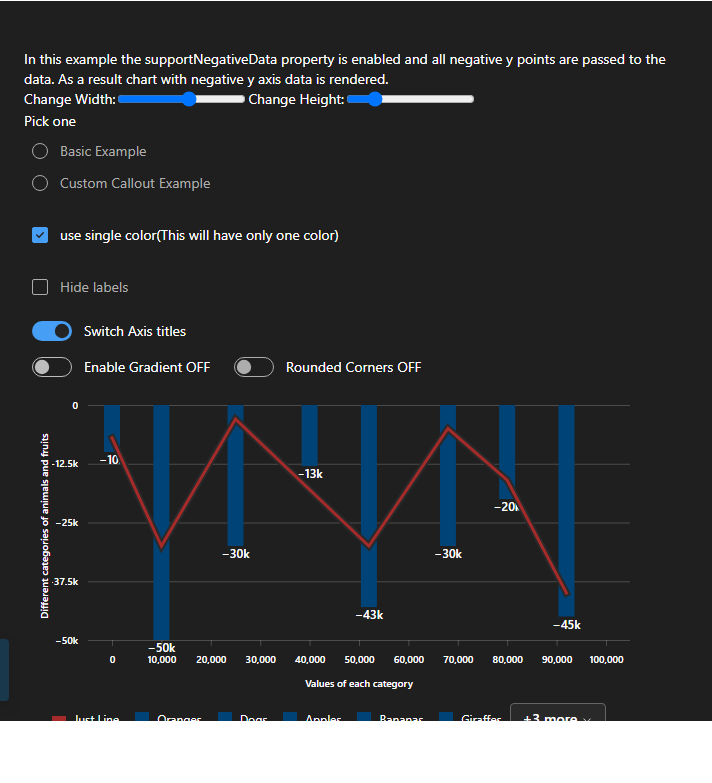 In this example the supportNegativeData property is enabled and all negative y points are passed to the
data. As a result chart with negative y axis data is rendered.
Change Width: Change Height:
Pick one
Basic Example
Custom Callout Example
use single color(This will have only one color)
Hide labels
Switch Axis titles
Enable Gradient OFF Rounded Corners OFF
Different categories of animals and fruits
0
−12.5k
−25k
−37.5k
−50k
−10
−50k
−30k
−13k
−43k
−30k
−20
−45k
0 10,000 20,000 30,000 40,000 50,000 60,000 70,000 80,000 90,000 100,000
Values of each category
Just Line Oranges Dogs Apples Bananas Giraffes +3 more